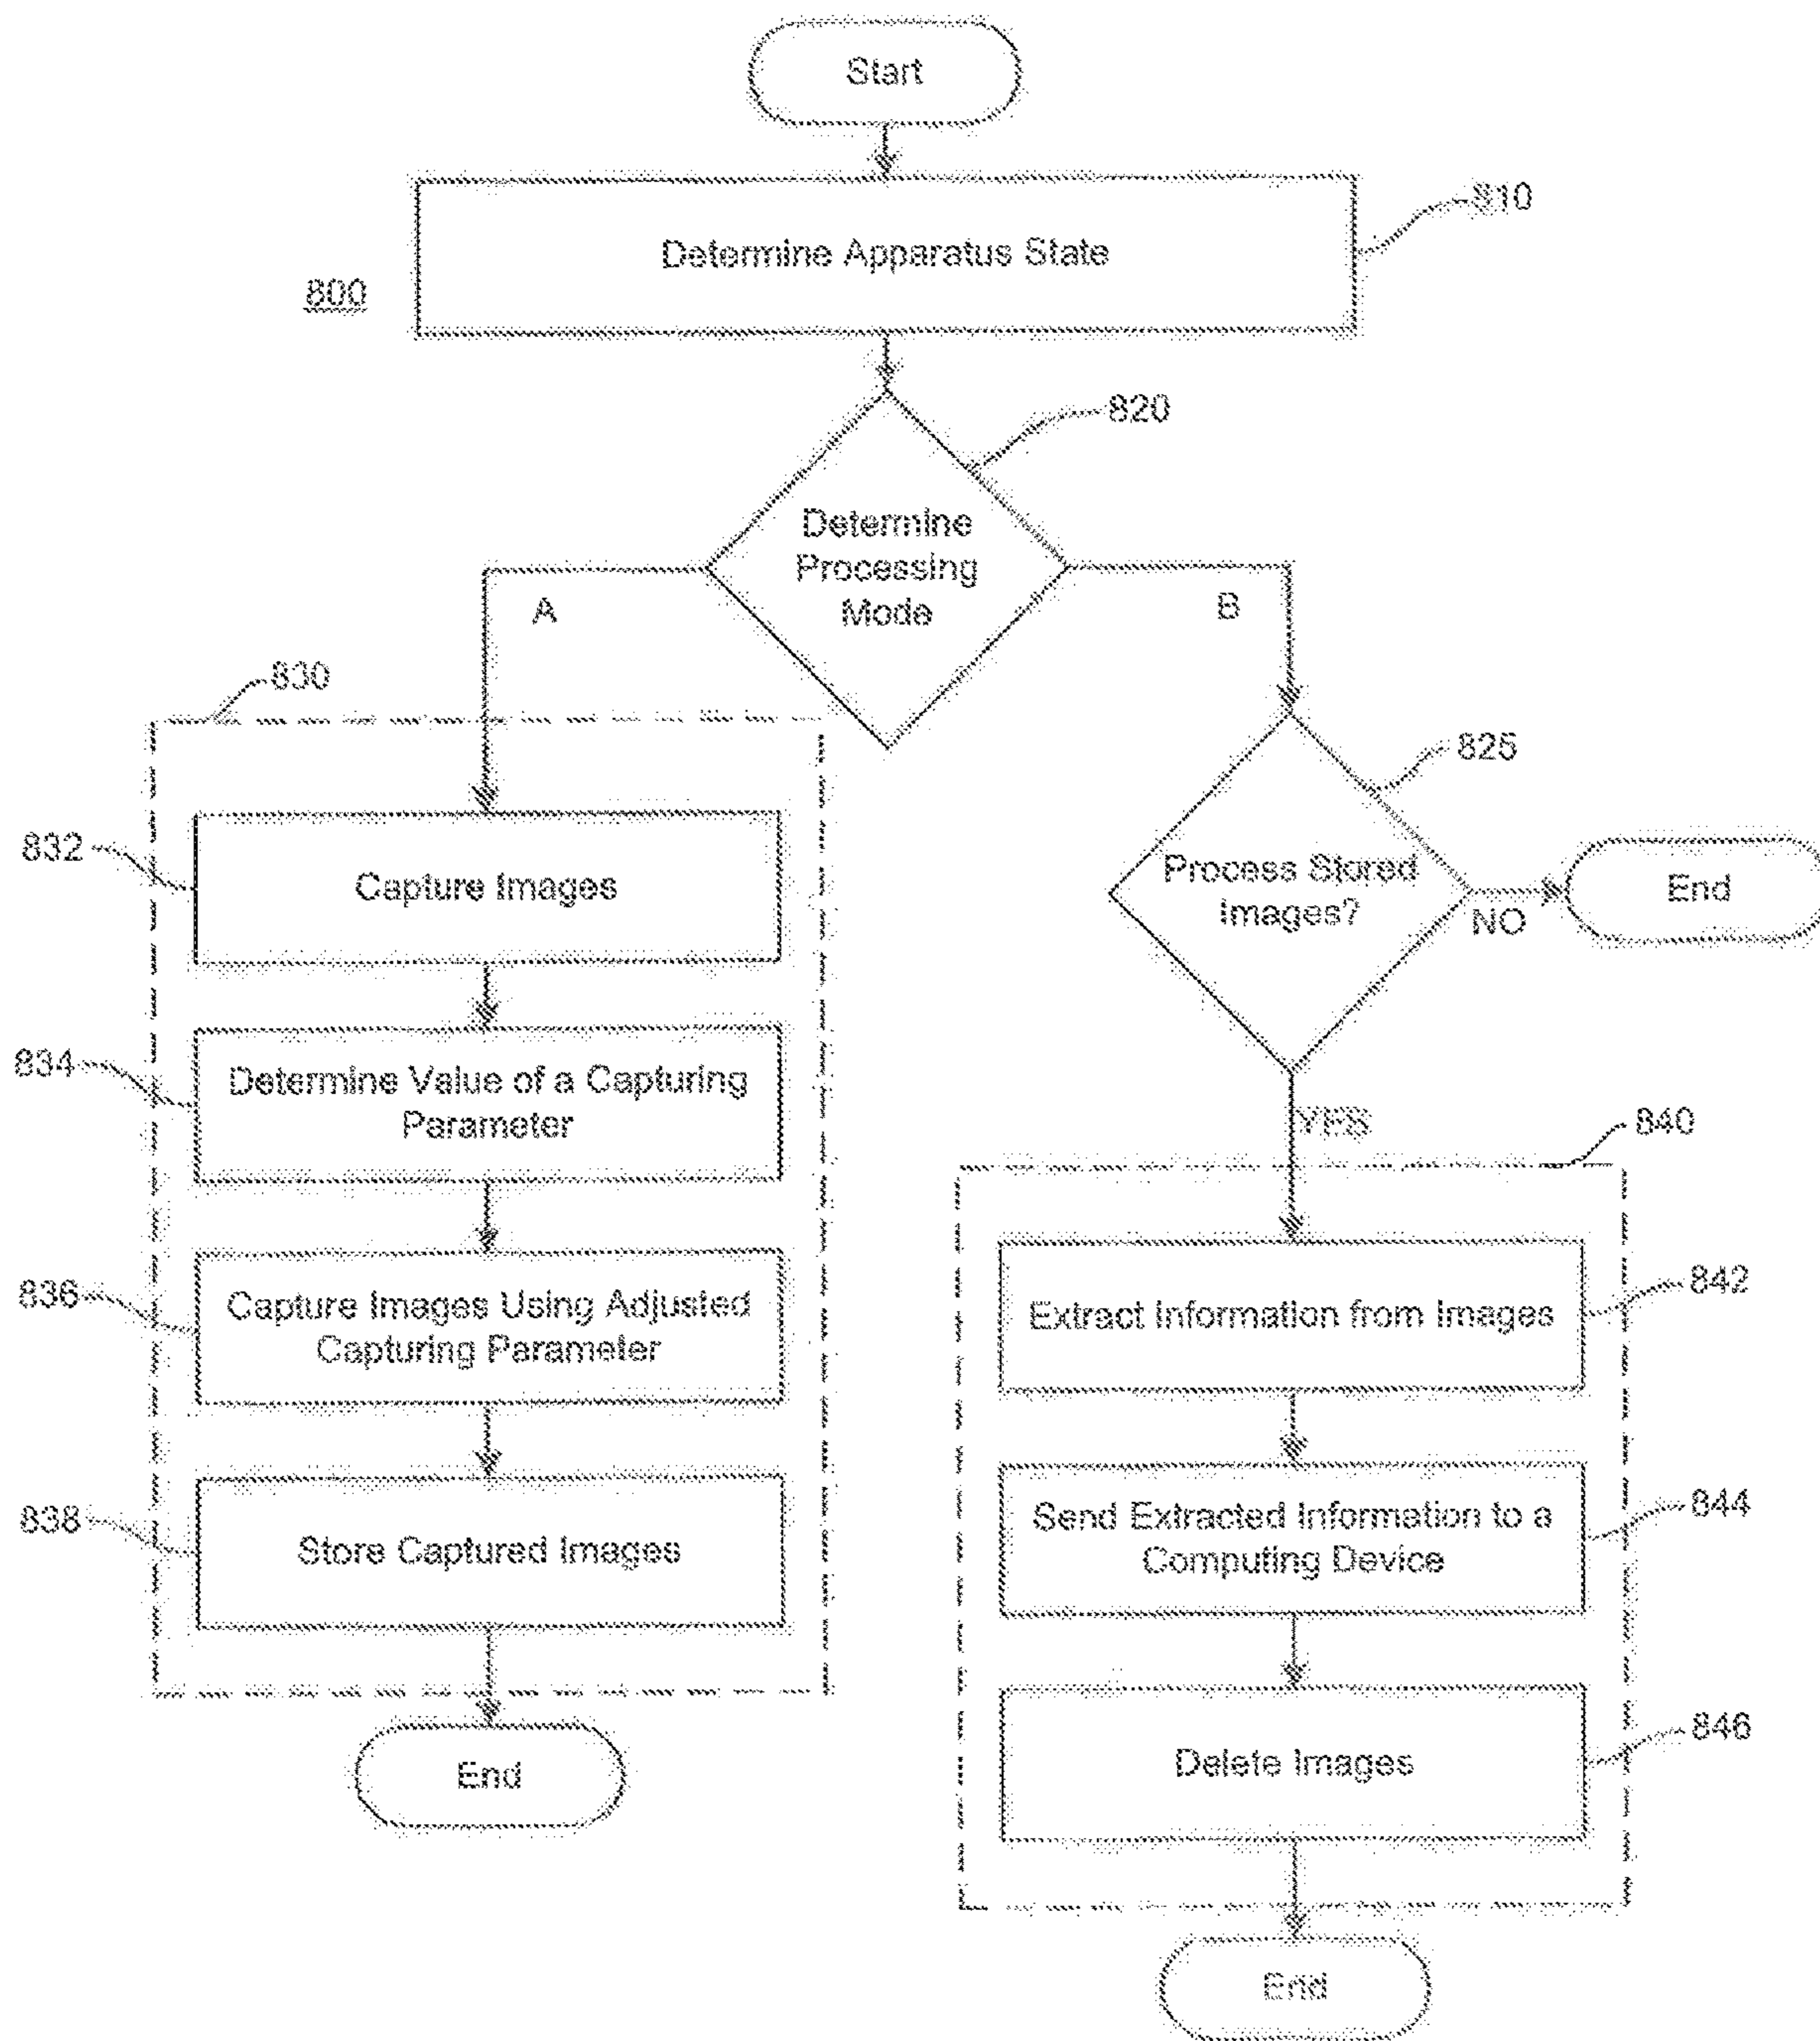 Start
810
Determine Apparatus State
800
820
Determine
Processing
Mode
A
B
830
825
832
Capture Images
Process Stored
Images?
NO
End
834
Determine Value of a Capturing
Parameter
YES
840
836
Capture Images Using Adjusted
Capturing Parameter
842
Extract Information from Images
838
Store Captured Images
844
Send Extracted Information to a
Computing Device
846
Delete Images
End
End